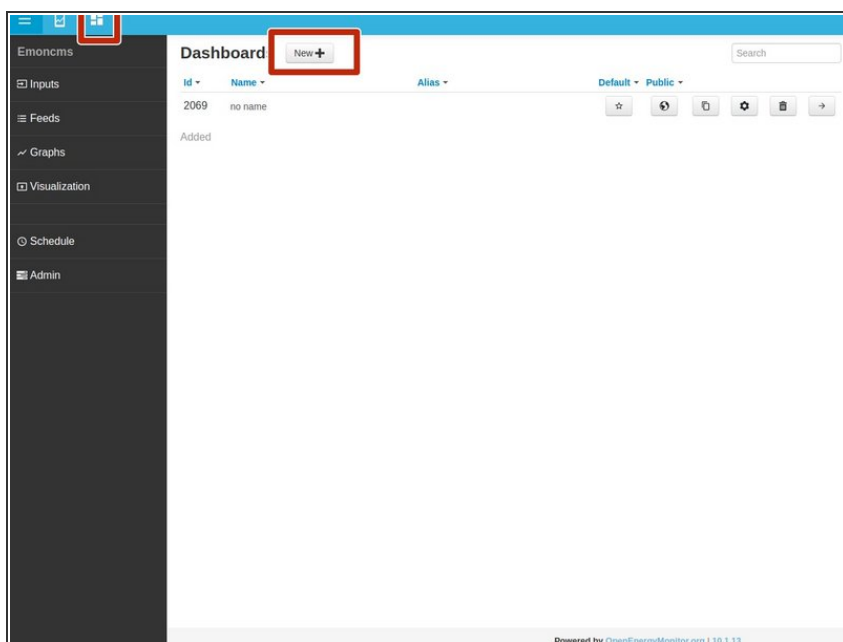 Emoncms
Dashboard
New
Search
Inputs
Id
Name
Alias
Default
Public
2069
no name
Feeds
Added
Graphs
Visualization
Schedule
Admin
Powered by OpenEnergyMonitor.org | 10.1.13